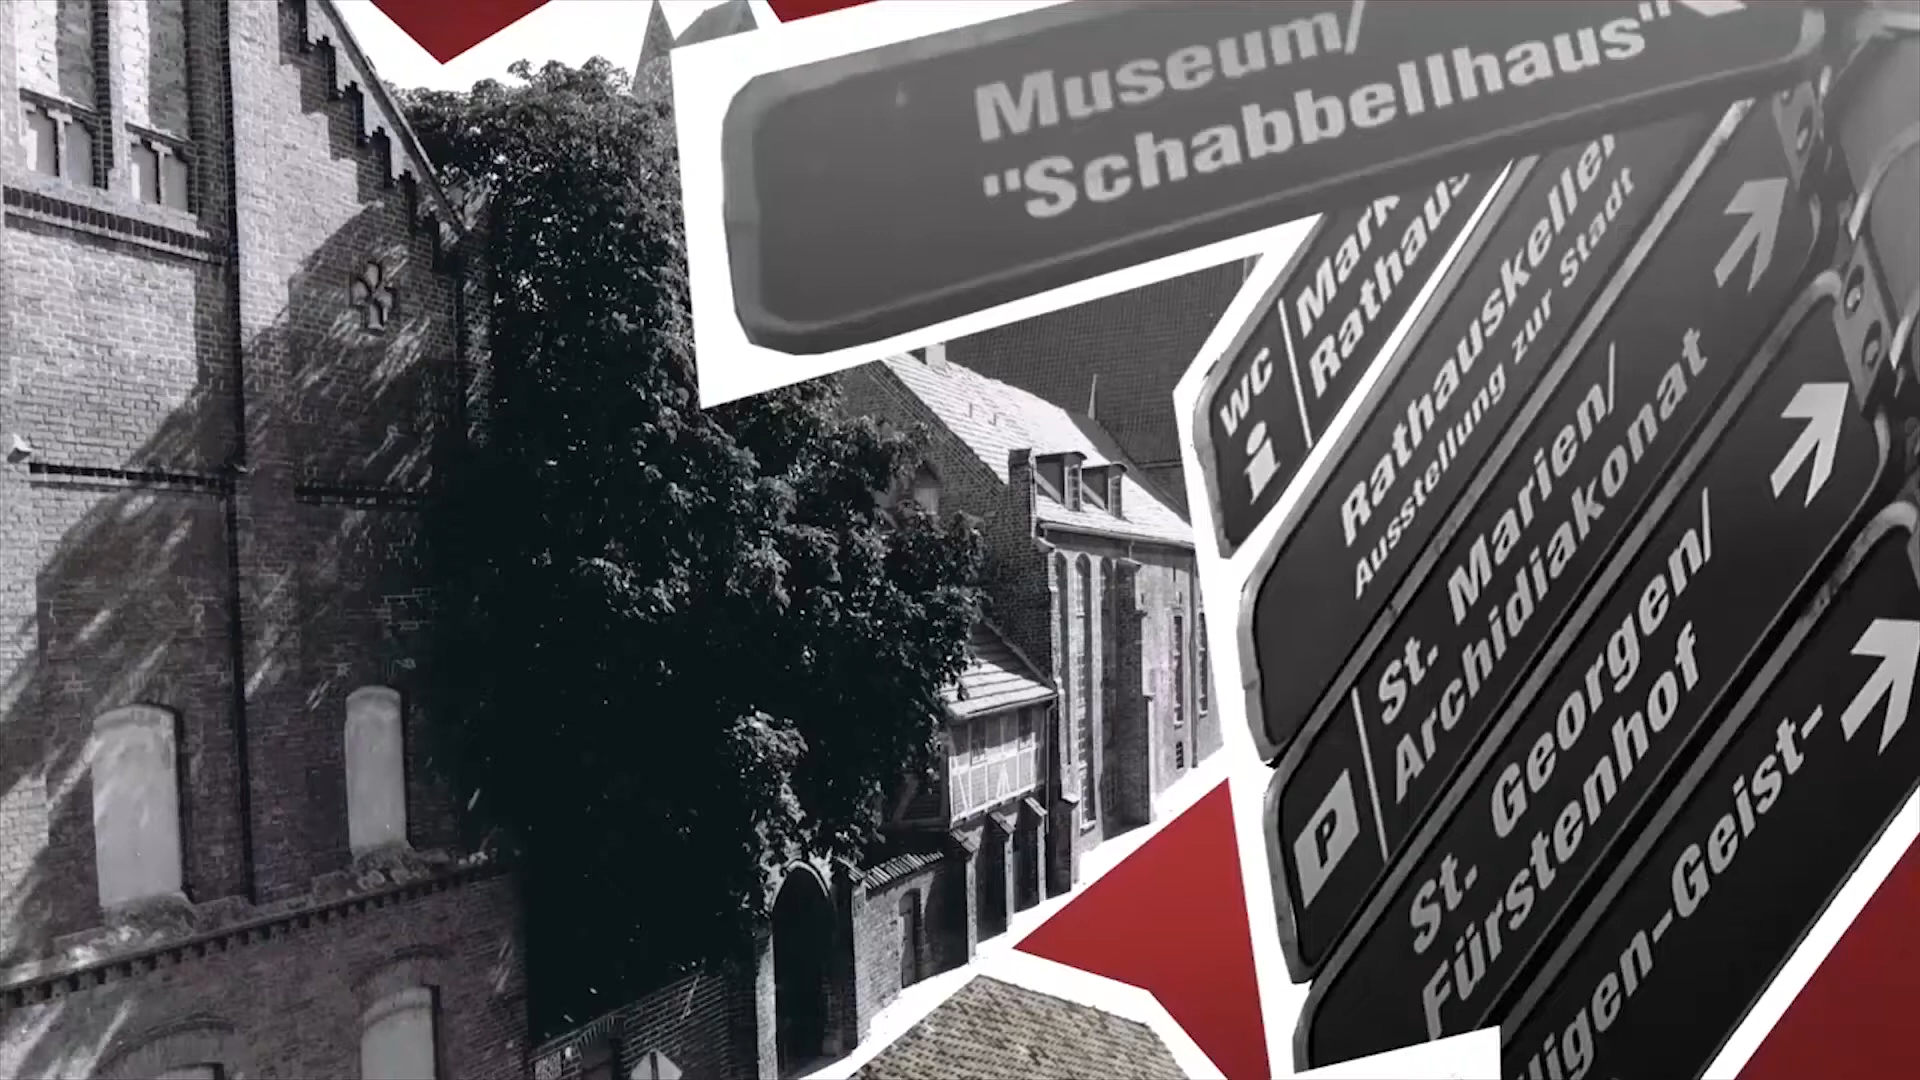 Museum/
"Schabbellhaus"
WC
i
Rathaus
Rathauskeller
Ausstellung zur Stadt
P
St. Marien/
Archidiakonat
St. Georgen/
Fürstenhof
ligen-Geist-